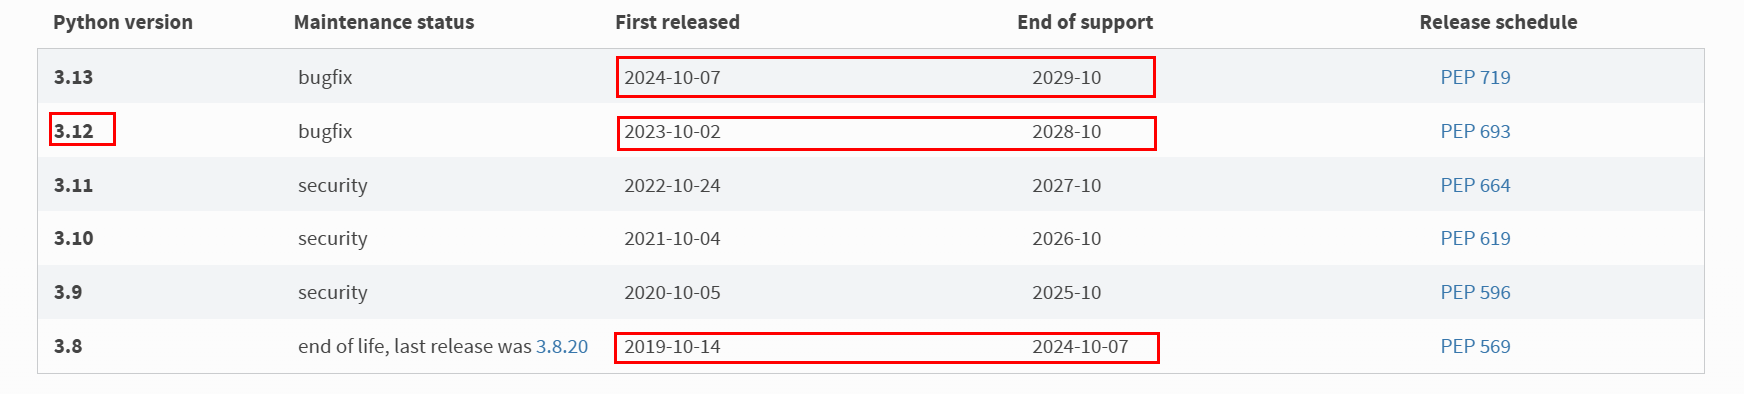 Python version Maintenance status First released End of support Release schedule
3.13 bugfix 2024-10-07 2029-10 PEP 719
3.12 bugfix 2023-10-02 2028-10 PEP 693
3.11 security 2022-10-24 2027-10 PEP 664
3.10 security 2021-10-04 2026-10 PEP 619
3.9 security 2020-10-05 2025-10 PEP 596
3.8 end of life, last release was 3.8.20 2019-10-14 2024-10-07 PEP 569